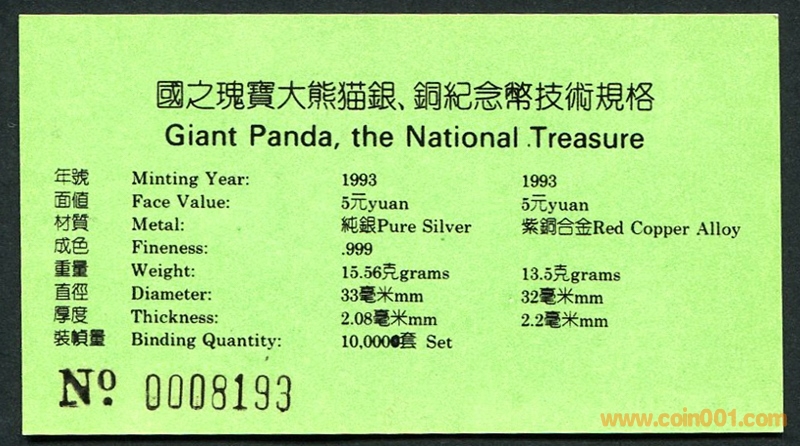 國之瑰寶大熊猫銀、銅紀念幣技術規格
Giant Panda, the National Treasure
年號 Minting Year: 1993 1993
面値 Face Value: 5元yuan 5元yuan
材質 Metal: 純銀Pure Silver 紫銅合金Red Copper Alloy
成色 Fineness: .999
重量 Weight: 15.56克grams 13.5克grams
直徑 Diameter: 33毫米mm 32毫米mm
厚度 Thickness: 2.08毫米mm 2.2毫米mm
裝幀量 Binding Quantity: 10,000套 Set
Nº 0008193
www.coin001.com